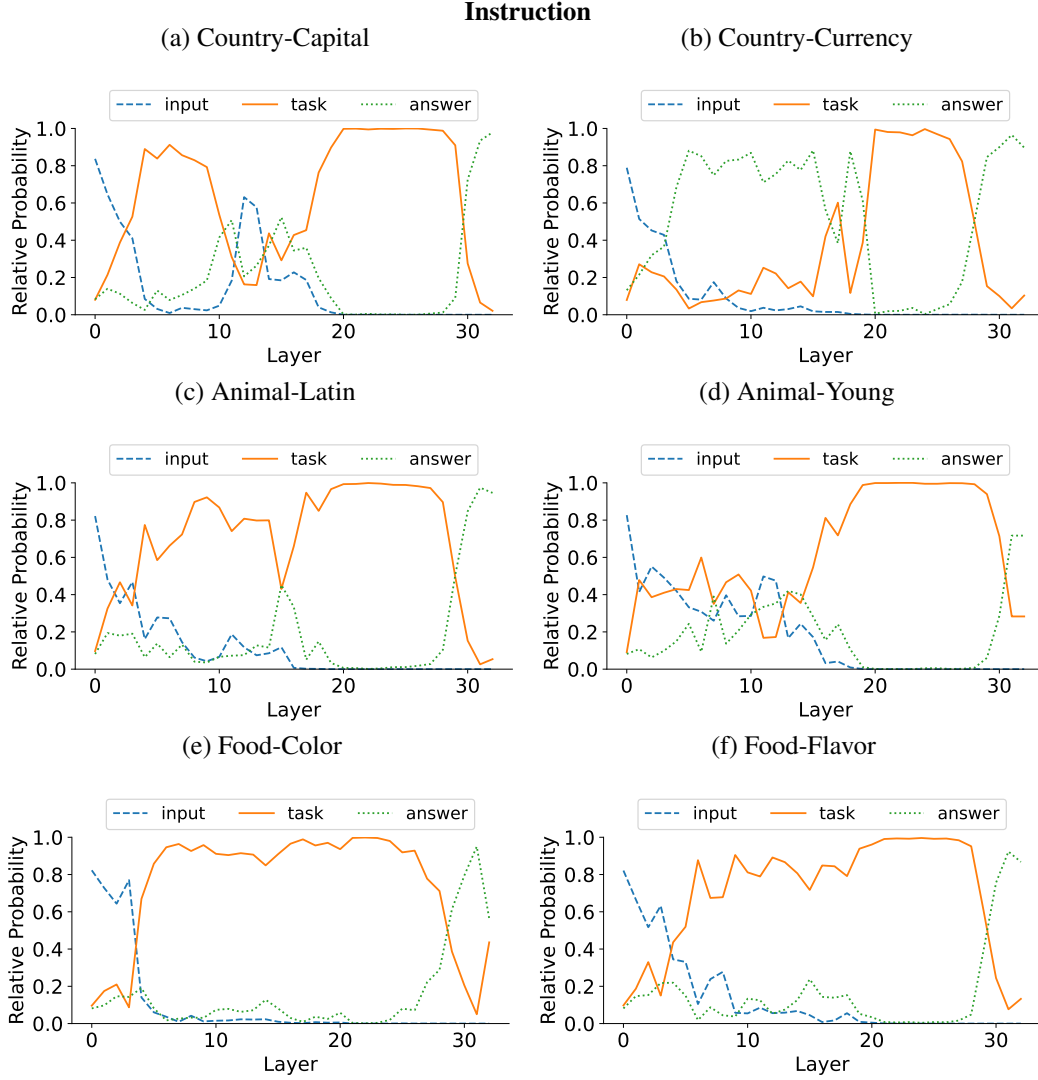 Instruction
(a) Country-Capital
(b) Country-Currency
input task answer
input task answer
Relative Probability
1.0
0.8
0.6
0.4
0.2
0.0
0 10 20 30
Layer
Relative Probability
1.0
0.8
0.6
0.4
0.2
0.0
0 10 20 30
Layer
(c) Animal-Latin
(d) Animal-Young
input task answer
input task answer
Relative Probability
1.0
0.8
0.6
0.4
0.2
0.0
0 10 20 30
Layer
Relative Probability
1.0
0.8
0.6
0.4
0.2
0.0
0 10 20 30
Layer
(e) Food-Color
(f) Food-Flavor
input task answer
input task answer
Relative Probability
1.0
0.8
0.6
0.4
0.2
0.0
0 10 20 30
Layer
Relative Probability
1.0
0.8
0.6
0.4
0.2
0.0
0 10 20 30
Layer